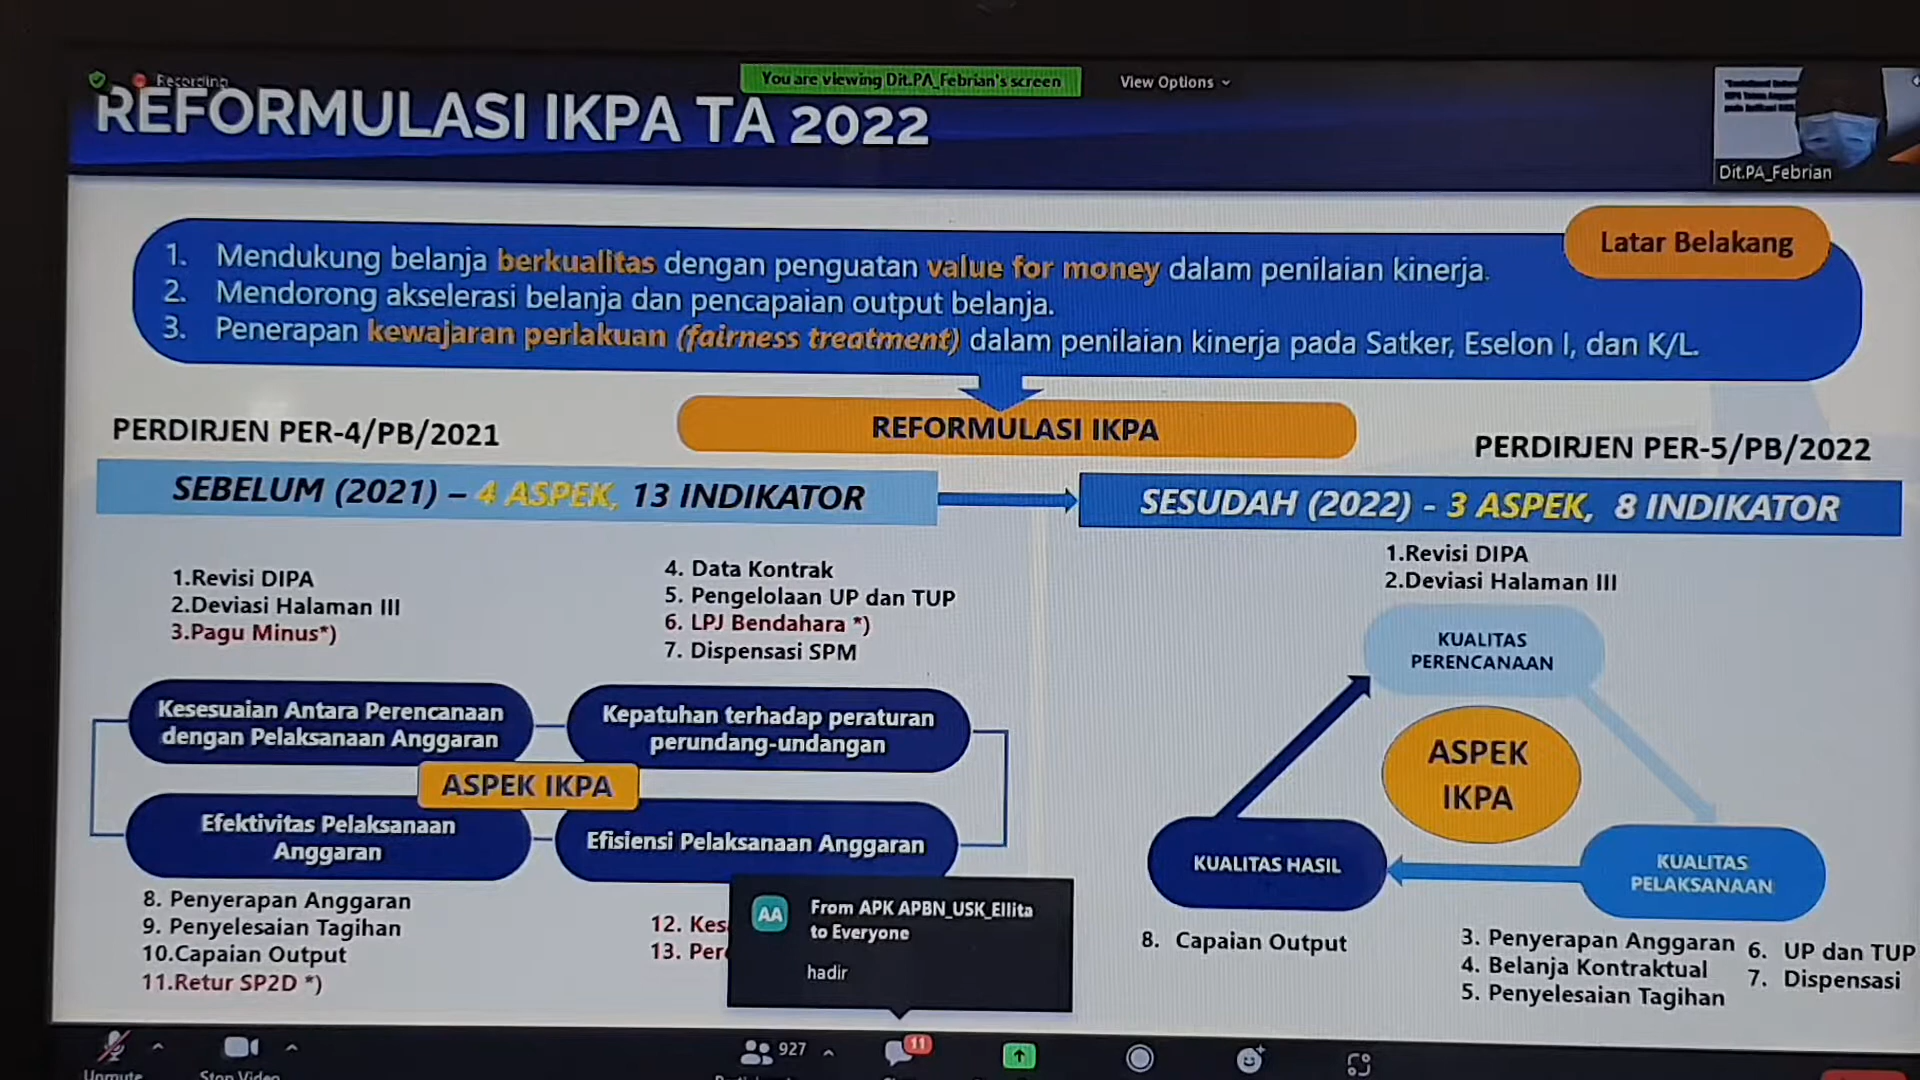 Recording
You are viewing Dit.PA_Febrian's screen
View Options
REFORMULASI IKPA TA 2022
Dit.PA_Febrian
Latar Belakang
1. Mendukung belanja berkualitas dengan penguatan value for money dalam penilaian kinerja.
2. Mendorong akselerasi belanja dan pencapaian output belanja.
3. Penerapan kewajaran perlakuan (fairness treatment) dalam penilaian kinerja pada Satker, Eselon I, dan K/L.
REFORMULASI IKPA
PERDIRJEN PER-4/PB/2021
PERDIRJEN PER-5/PB/2022
SEBELUM (2021) – 4 ASPEK, 13 INDIKATOR
SESUDAH (2022) - 3 ASPEK, 8 INDIKATOR
1.Revisi DIPA
2.Deviasi Halaman III
3.Pagu Minus*)
4. Data Kontrak
5. Pengelolaan UP dan TUP
6. LPJ Bendahara *)
7. Dispensasi SPM
Kesesuaian Antara Perencanaan
dengan Pelaksanaan Anggaran
Kepatuhan terhadap peraturan
perundang-undangan
ASPEK IKPA
Efektivitas Pelaksanaan
Anggaran
Efisiensi Pelaksanaan Anggaran
8. Penyerapan Anggaran
9. Penyelesaian Tagihan
10.Capaian Output
11.Retur SP2D *)
12.
13.
1.Revisi DIPA
2.Deviasi Halaman III
KUALITAS
PERENCANAAN
ASPEK
IKPA
KUALITAS HASIL
KUALITAS
PELAKSANAAN
8. Capaian Output
3. Penyerapan Anggaran
4. Belanja Kontraktual
5. Penyelesaian Tagihan
6. UP dan TUP
7. Dispensasi
AA
From APK APBN_USK_Ellita
to Everyone
hadir
Unmute
Stop Video
927
11